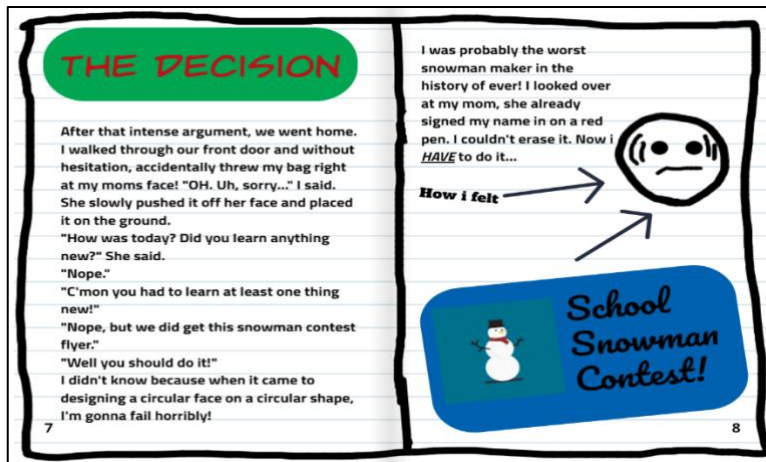 THE DECISION
After that intense argument, we went home.
I walked through our front door and without
hesitation, accidentally threw my bag right
at my moms face! "OH. Uh, sorry..." I said.
She slowly pushed it off her face and placed
it on the ground.
"How was today? Did you learn anything
new?" She said.
"Nope."
"C'mon you had to learn at least one thing
new!"
"Nope, but we did get this snowman contest
flyer."
"Well you should do it!"
I didn't know because when it came to
designing a circular face on a circular shape,
I'm gonna fail horribly!
7
I was probably the worst
snowman maker in the
history of ever! I looked over
at my mom, she already
signed my name in on a red
pen. I couldn't erase it. Now i
HAVE to do it...
How i felt
School
Snowman
Contest!
8